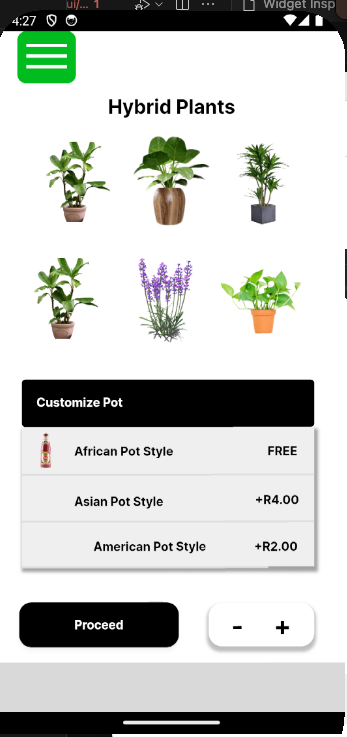 ui/... 1
Widget Insp
4:27
Hybrid Plants
Customize Pot
African Pot Style FREE
Asian Pot Style +R4.00
American Pot Style +R2.00
Proceed - +